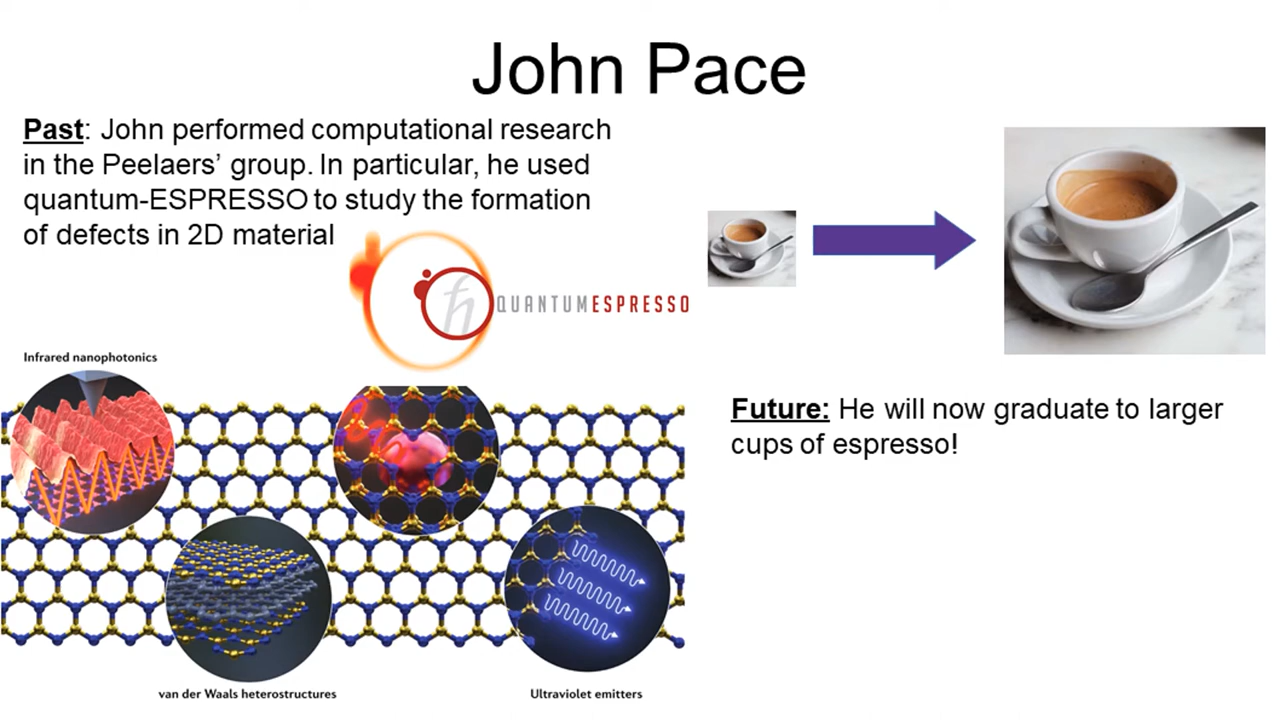 John Pace
Past: John performed computational research
in the Peelaers’ group. In particular, he used
quantum-ESPRESSO to study the formation
of defects in 2D material
ħ QUANTUMESPRESSO
Infrared nanophotonics
van der Waals heterostructures
Ultraviolet emitters
Future: He will now graduate to larger
cups of espresso!